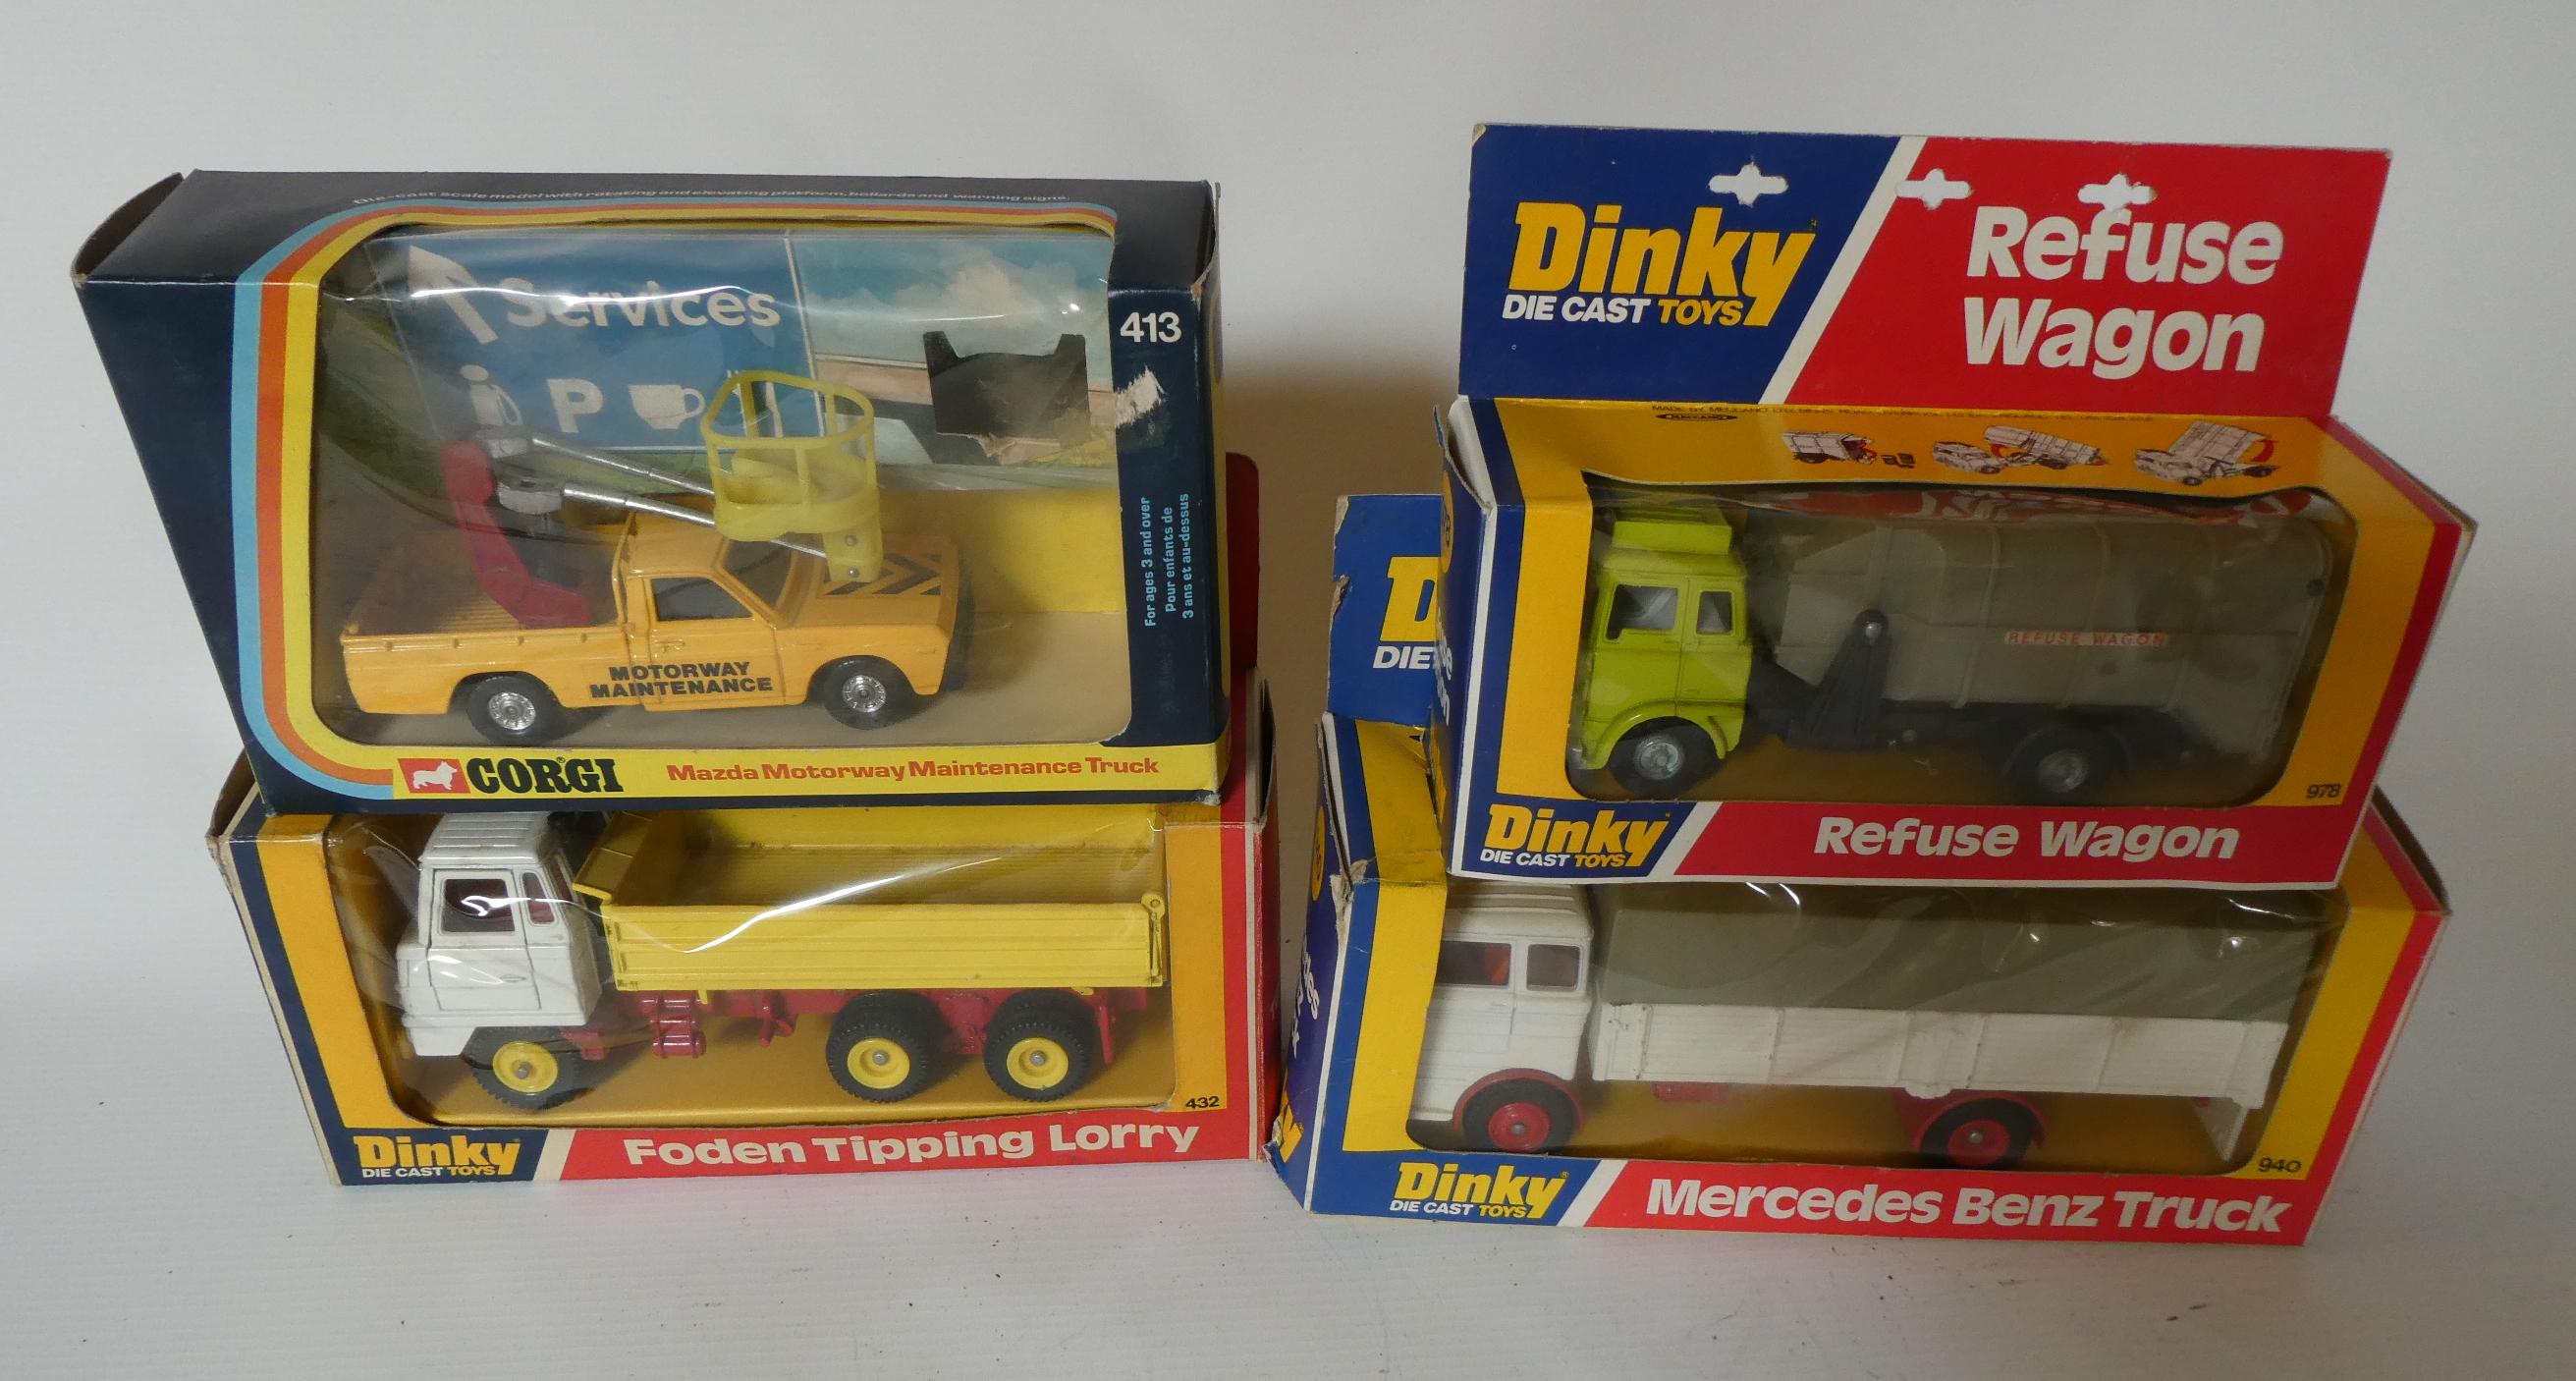 Die-cast scale model with rotating and elevating platform, bollards and warning signs.
Services
i P
413
For ages 3 and over
Pour enfants de
3 ans et au-dessus
MOTORWAY
MAINTENANCE
CORGI
Mazda Motorway Maintenance Truck
432
Dinky
DIE CAST TOYS
Foden Tipping Lorry
Dinky
DIE CAST TOYS
Refuse
Wagon
REFUSE WAGON
978
Dinky
DIE CAST TOYS
Refuse Wagon
D
DIE
940
Dinky
DIE CAST TOYS
Mercedes Benz Truck